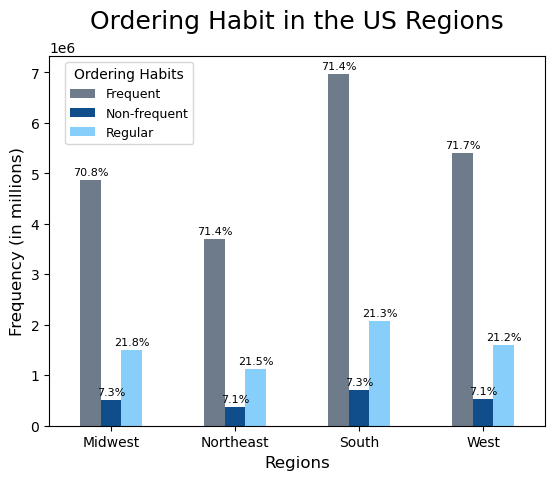 Ordering Habit in the US Regions
1e6
Ordering Habits
Frequent
Non-frequent
Regular
7
6
5
4
3
2
1
0
Frequency (in millions)
70.8%
7.3%
21.8%
71.4%
7.1%
21.5%
71.4%
7.3%
21.3%
71.7%
7.1%
21.2%
Midwest
Northeast
South
West
Regions